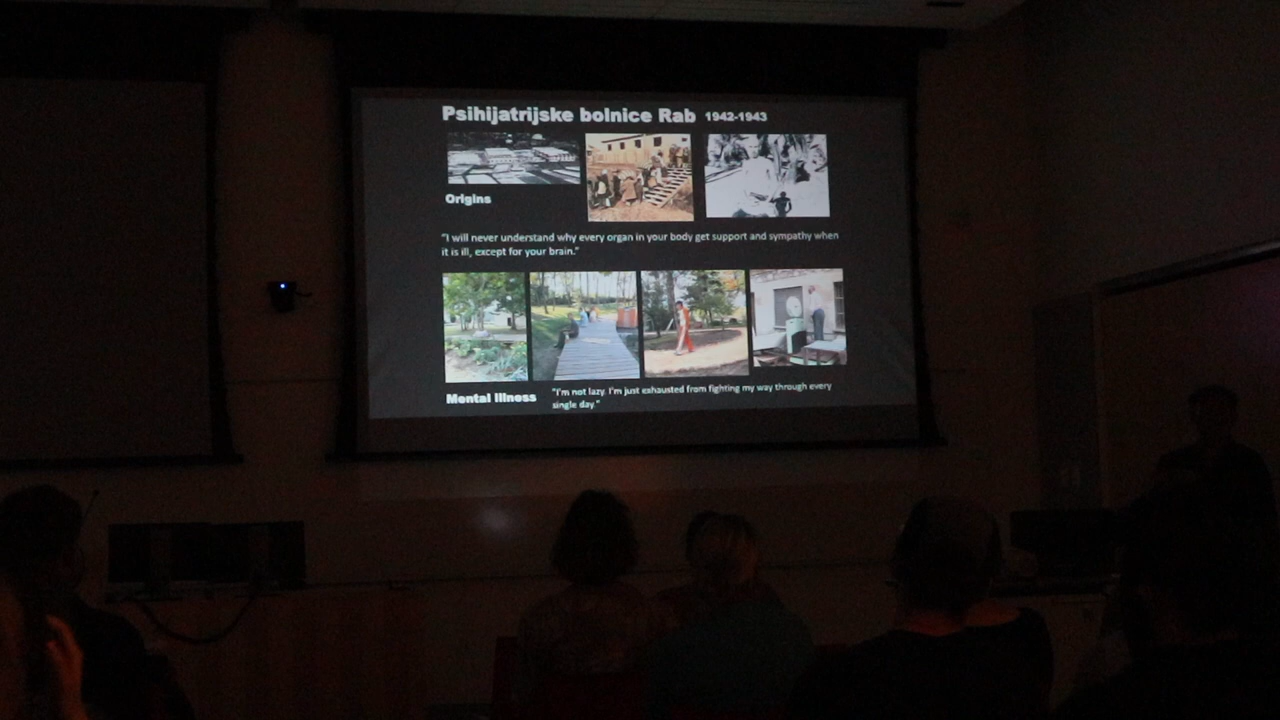 Psihijatrijske bolnice Rab 1942-1943
Origins
"I will never understand why every organ in your body get support and sympathy when
it is ill, except for your brain."
Mental Illness
"I'm not lazy. I'm just exhausted from fighting my way through every
single day."